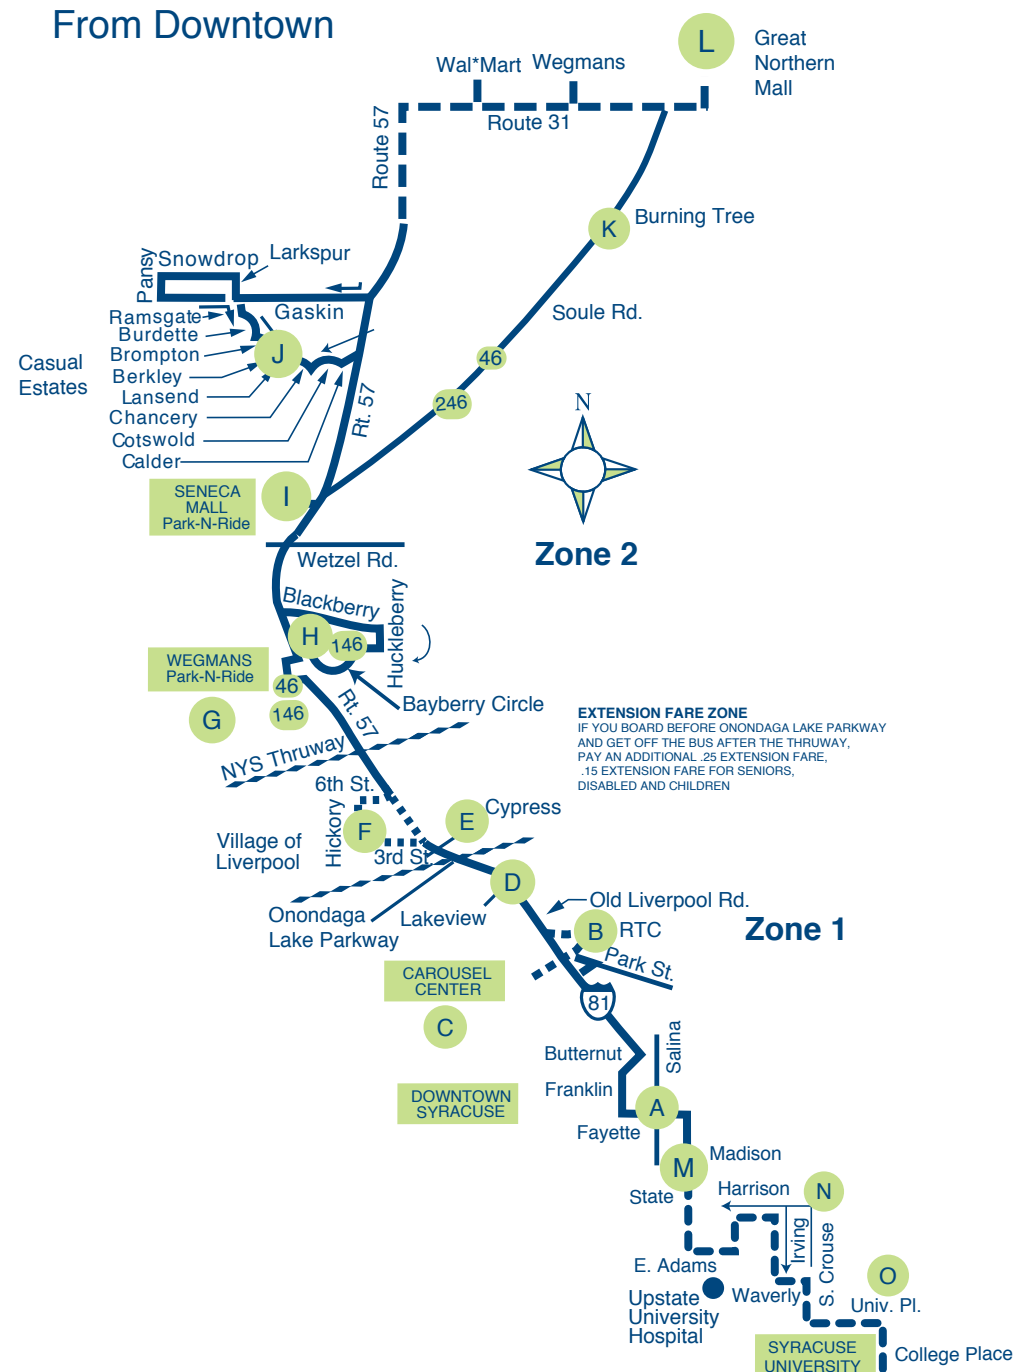 From Downtown
L
Great
Northern
Mall
Wal*Mart
Wegmans
Route 31
Route 57
K
Burning Tree
Soule Rd.
46
246
Pansy
Snowdrop
Larkspur
Gaskin
Ramsgate
Burdette
Brompton
Berkley
Lansend
Chancery
Cotswold
Calder
J
Casual
Estates
Rt. 57
N
Zone 2
SENECA
MALL
Park-N-Ride
I
Wetzel Rd.
Blackberry
Huckleberry
H
146
WEGMANS
Park-N-Ride
46
146
G
Bayberry Circle
Rt. 57
NYS Thruway
EXTENSION FARE ZONE
IF YOU BOARD BEFORE ONONDAGA LAKE PARKWAY
AND GET OFF THE BUS AFTER THE THRUWAY,
PAY AN ADDITIONAL .25 EXTENSION FARE,
.15 EXTENSION FARE FOR SENIORS,
DISABLED AND CHILDREN
6th St.
Hickory
F
3rd St.
E
Cypress
Village of
Liverpool
D
Onondaga
Lake Parkway
Lakeview
Old Liverpool Rd.
B
RTC
Park St.
Zone 1
CAROUSEL
CENTER
C
81
Butternut
Salina
Franklin
DOWNTOWN
SYRACUSE
A
Fayette
M
Madison
State
Harrison
N
Irving
S. Crouse
E. Adams
Upstate
University
Hospital
Waverly
O
Univ. Pl.
SYRACUSE
UNIVERSITY
College Place